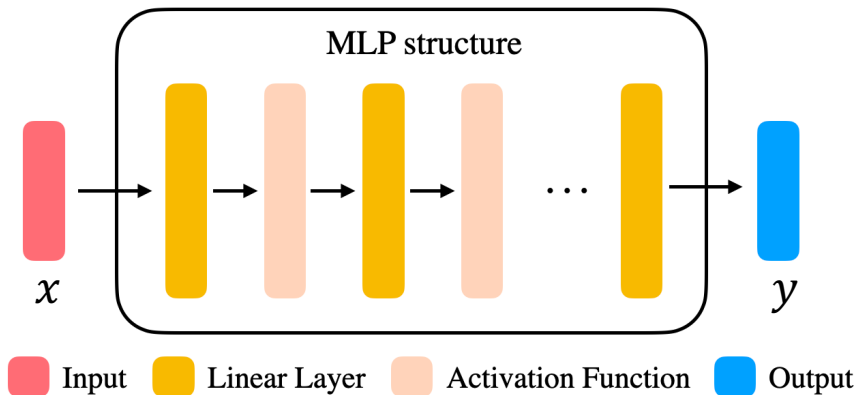 MLP structure
...
x
y
Input
Linear Layer
Activation Function
Output